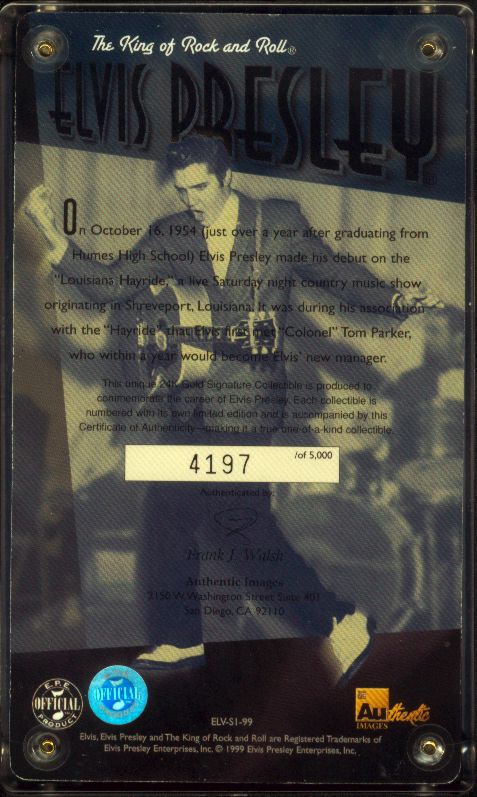 The King of Rock and Roll®
ELVIS PRESLEY®
On October 16, 1954 (just over a year after graduating from
Humes High School) Elvis Presley made his debut on the
"Louisians Hayride," a live Saturday night country music show
originating in Shreveport, Louisiana. It was during his association
with the "Hayride" that Elvis first met "Colonel" Tom Parker,
who within a year would become Elvis' new manager.
This unique 24k Gold Signature Collectible is produced to
commemorate the career of Elvis Presley. Each collectible is
numbered with its own limited edition and is accompanied by this
Certificate of Authenticity—making it a true one-of-a-kind collectible.
4197 /of 5,000
Authenticated by:
Frank J. Walsh
Authentic Images
2150 W. Washington Street Suite 403
San Diego, CA 92110
E.P.E.
OFFICIAL
PRODUCT
OFFICIAL
Authentic
IMAGES
ELV-S1-99
Elvis, Elvis Presley and The King of Rock and Roll are Registered Trademarks of
Elvis Presley Enterprises, Inc. © 1999 Elvis Presley Enterprises, Inc.